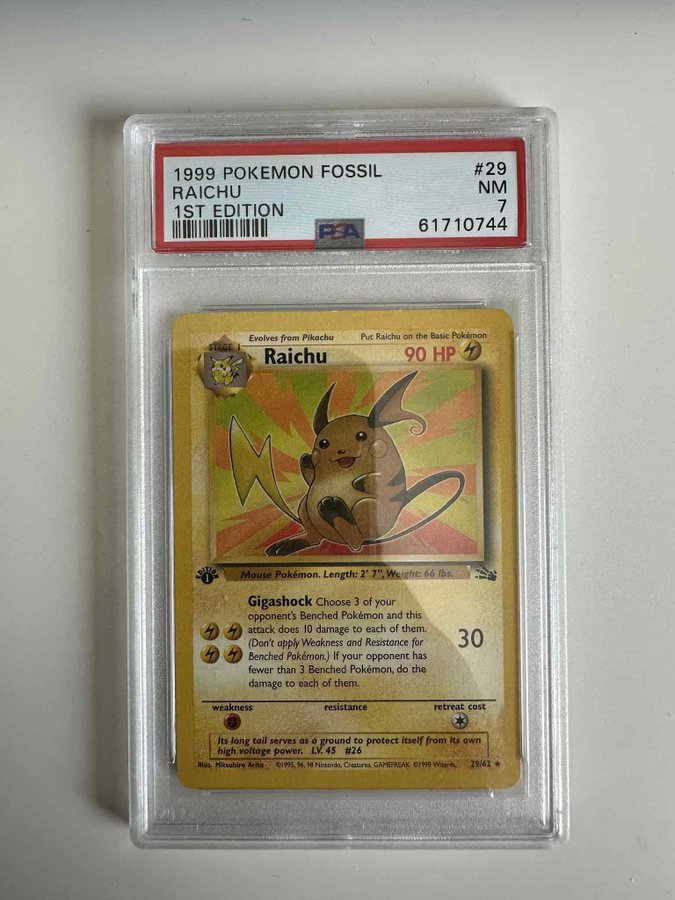 1999 POKEMON FOSSIL #29
RAICHU NM
1ST EDITION 7
PSA 61710744
STAGE 1 Evolves from Pikachu Put Raichu on the Basic Pokémon
Raichu 90 HP
EDITION 1
Mouse Pokémon. Length: 2' 7", Weight: 66 lbs.
Gigashock Choose 3 of your
opponent's Benched Pokémon and this
attack does 10 damage to each of them.
(Don't apply Weakness and Resistance for
Benched Pokémon.) If your opponent has
fewer than 3 Benched Pokémon, do the
damage to each of them.
30
weakness resistance retreat cost
Its long tail serves as a ground to protect itself from its own
high voltage power. LV. 45 #26
Illus. Mitsuhiro Arita ©1995, 96, 98 Nintendo, Creatures, GAMEFREAK. ©1999 Wizards. 29/62 ★